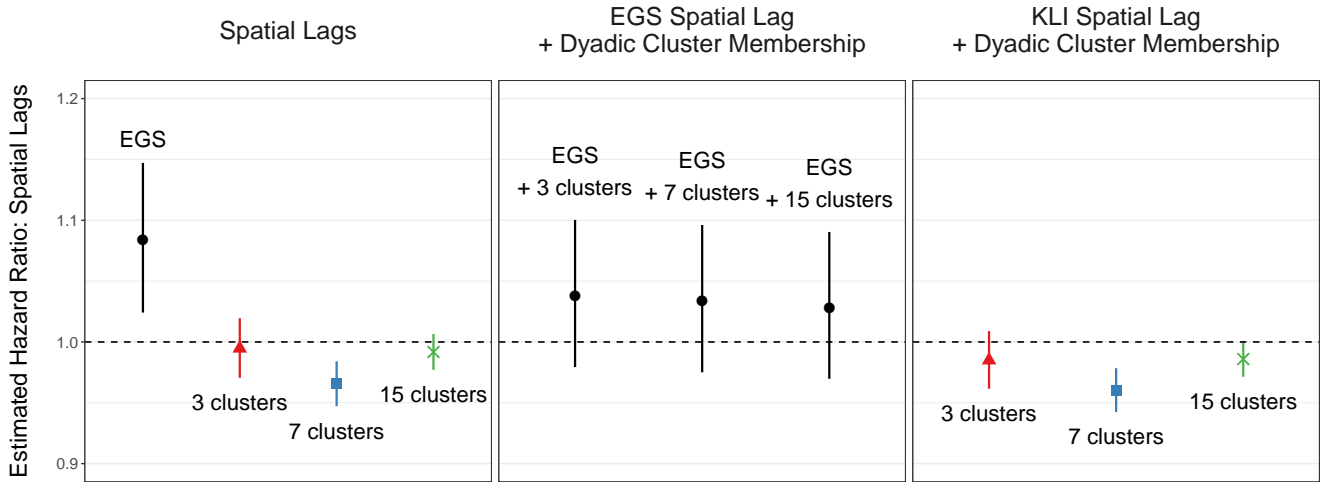 Spatial Lags
EGS Spatial Lag
+ Dyadic Cluster Membership
KLI Spatial Lag
+ Dyadic Cluster Membership
Estimated Hazard Ratio: Spatial Lags
1.2
1.1
1.0
0.9
EGS
3 clusters
7 clusters
15 clusters
EGS
+ 3 clusters
EGS
+ 7 clusters
EGS
+ 15 clusters
3 clusters
7 clusters
15 clusters